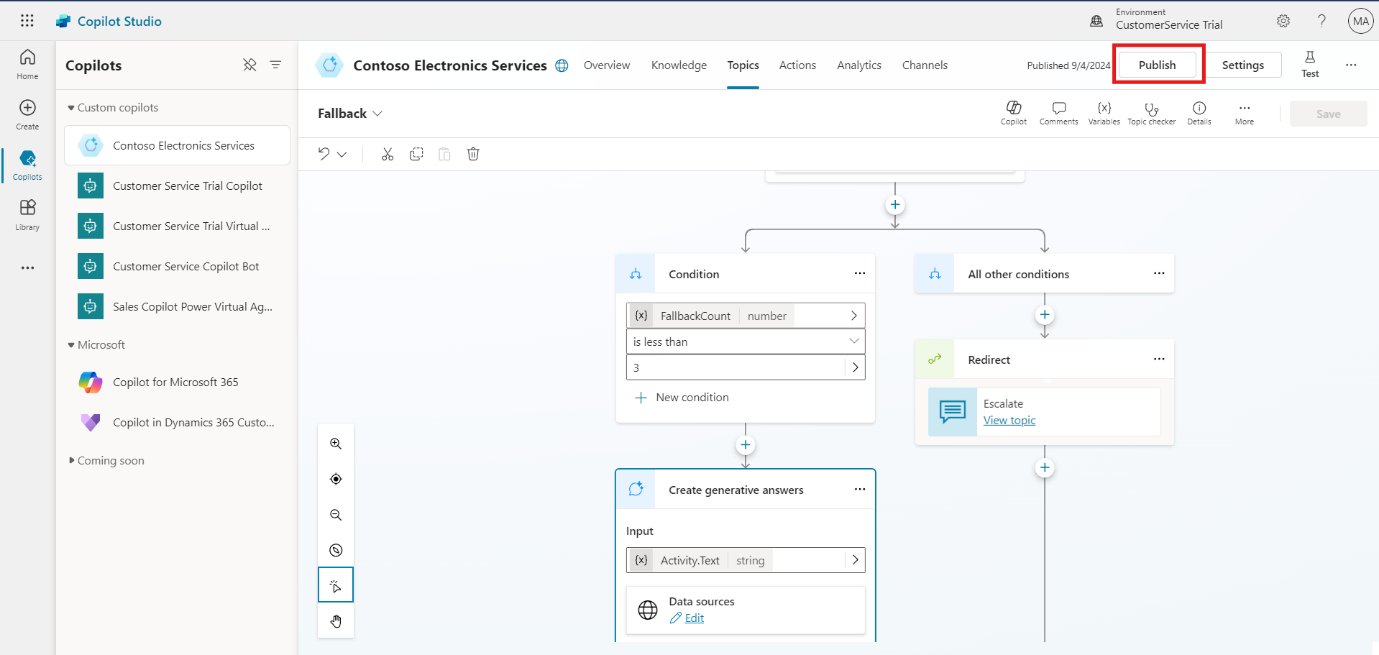 Copilot Studio
Environment
CustomerService Trial
?
MA
Home
Create
Copilots
Library
Copilots
Custom copilots
Contoso Electronics Services
Customer Service Trial Copilot
Customer Service Trial Virtual ...
Customer Service Copilot Bot
Sales Copilot Power Virtual Ag...
Microsoft
Copilot for Microsoft 365
Copilot in Dynamics 365 Custo...
Coming soon
Contoso Electronics Services
Overview
Knowledge
Topics
Actions
Analytics
Channels
Published 9/4/2024
Publish
Settings
Test
Fallback
Copilot
Comments
{x}
Variables
Topic checker
Details
More
Save
Condition
{x} FallbackCount number
is less than
3
New condition
All other conditions
Redirect
Escalate
View topic
Create generative answers
Input
{x} Activity.Text string
Data sources
Edit